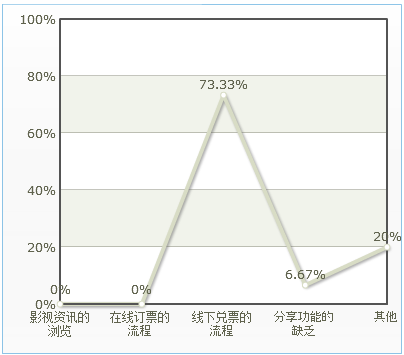 100%
80%
73.33%
60%
40%
20%
20%
6.67%
0%
0%
0%
影视资讯的
浏览
在线订票的
流程
线下兑票的
流程
分享功能的
缺乏
其他